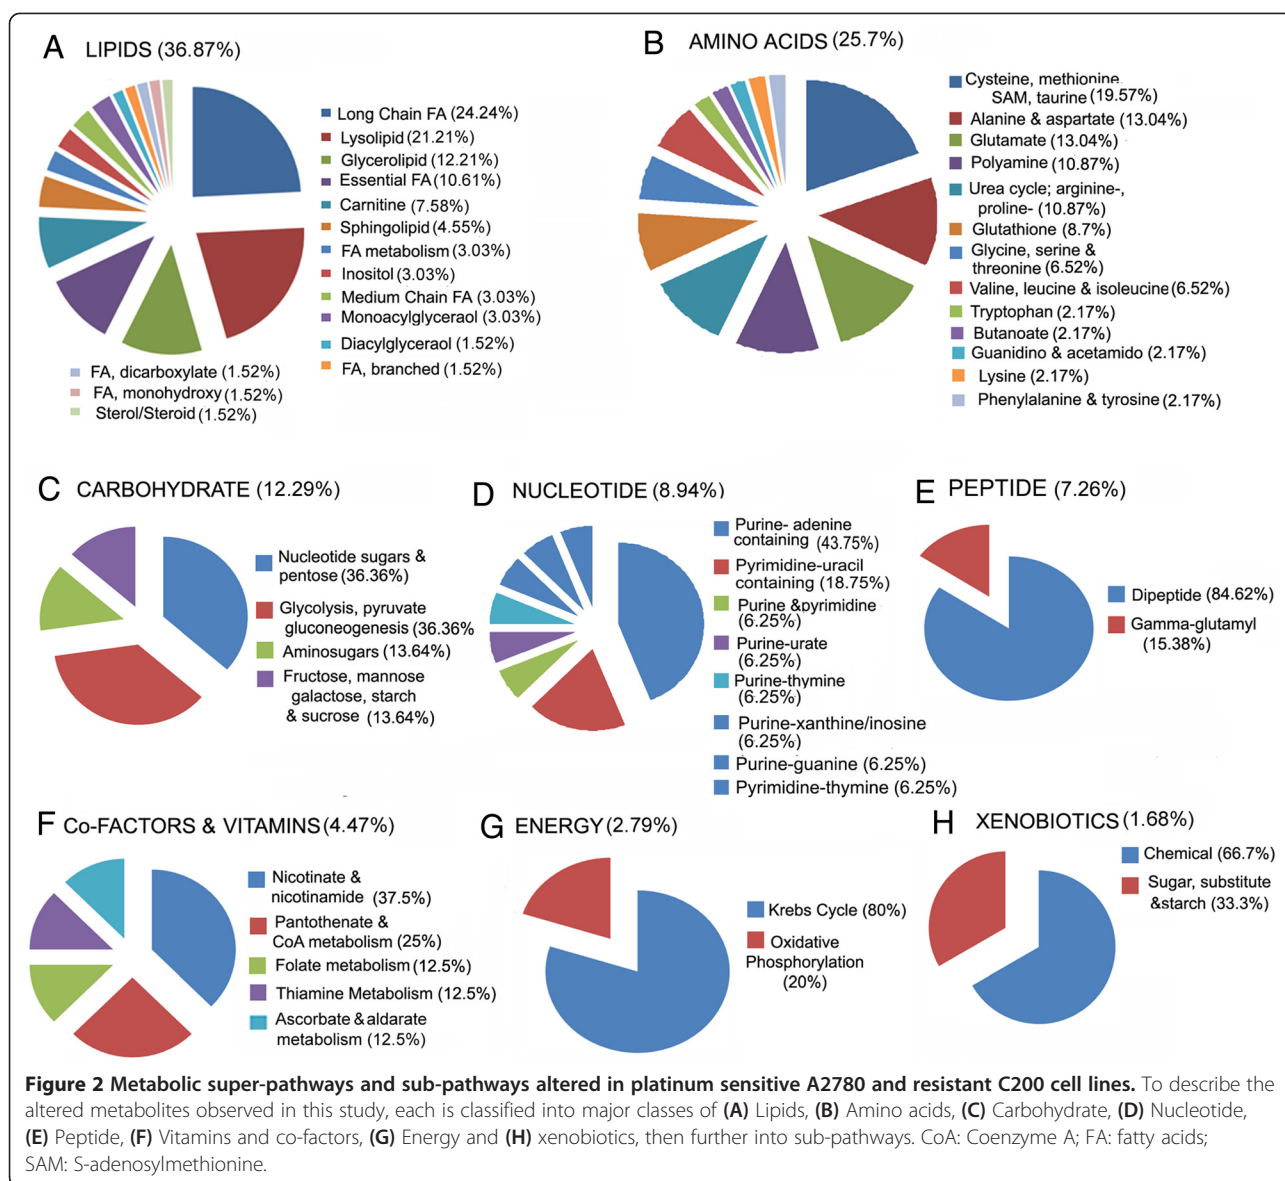 A LIPIDS (36.87%)
Long Chain FA (24.24%)
Lysolipid (21.21%)
Glycerolipid (12.21%)
Essential FA (10.61%)
Carnitine (7.58%)
Sphingolipid (4.55%)
FA metabolism (3.03%)
Inositol (3.03%)
Medium Chain FA (3.03%)
Monoacylglyceraol (3.03%)
Diacylglyceraol (1.52%)
FA, branched (1.52%)
FA, dicarboxylate (1.52%)
FA, monohydroxy (1.52%)
Sterol/Steroid (1.52%)
B AMINO ACIDS (25.7%)
Cysteine, methionine
SAM, taurine (19.57%)
Alanine & aspartate (13.04%)
Glutamate (13.04%)
Polyamine (10.87%)
Urea cycle; arginine-,
proline- (10.87%)
Glutathione (8.7%)
Glycine, serine &
threonine (6.52%)
Valine, leucine & isoleucine (6.52%)
Tryptophan (2.17%)
Butanoate (2.17%)
Guanidino & acetamido (2.17%)
Lysine (2.17%)
Phenylalanine & tyrosine (2.17%)
C CARBOHYDRATE (12.29%)
Nucleotide sugars &
pentose (36.36%)
Glycolysis, pyruvate
gluconeogenesis (36.36%
Aminosugars (13.64%)
Fructose, mannose
galactose, starch
& sucrose (13.64%)
D NUCLEOTIDE (8.94%)
Purine- adenine
containing (43.75%)
Pyrimidine-uracil
containing (18.75%)
Purine &pyrimidine
(6.25%)
Purine-urate
(6.25%)
Purine-thymine
(6.25%)
Purine-xanthine/inosine
(6.25%)
Purine-guanine (6.25%)
Pyrimidine-thymine (6.25%)
E PEPTIDE (7.26%)
Dipeptide (84.62%)
Gamma-glutamyl
(15.38%)
F Co-FACTORS & VITAMINS (4.47%)
Nicotinate &
nicotinamide
(37.5%)
Pantothenate &
CoA metabolism (25%)
Folate metabolism (12.5%)
Thiamine Metabolism (12.5%)
Ascorbate & aldarate
metabolism (12.5%)
G ENERGY (2.79%)
Krebs Cycle (80%)
Oxidative
Phosphorylation
(20%)
H XENOBIOTICS (1.68%)
Chemical (66.7%)
Sugar, substitute
&starch (33.3%)
Figure 2 Metabolic super-pathways and sub-pathways altered in platinum sensitive A2780 and resistant C200 cell lines. To describe the
altered metabolites observed in this study, each is classified into major classes of (A) Lipids, (B) Amino acids, (C) Carbohydrate, (D) Nucleotide,
(E) Peptide, (F) Vitamins and co-factors, (G) Energy and (H) xenobiotics, then further into sub-pathways. CoA: Coenzyme A; FA: fatty acids;
SAM: S-adenosylmethionine.